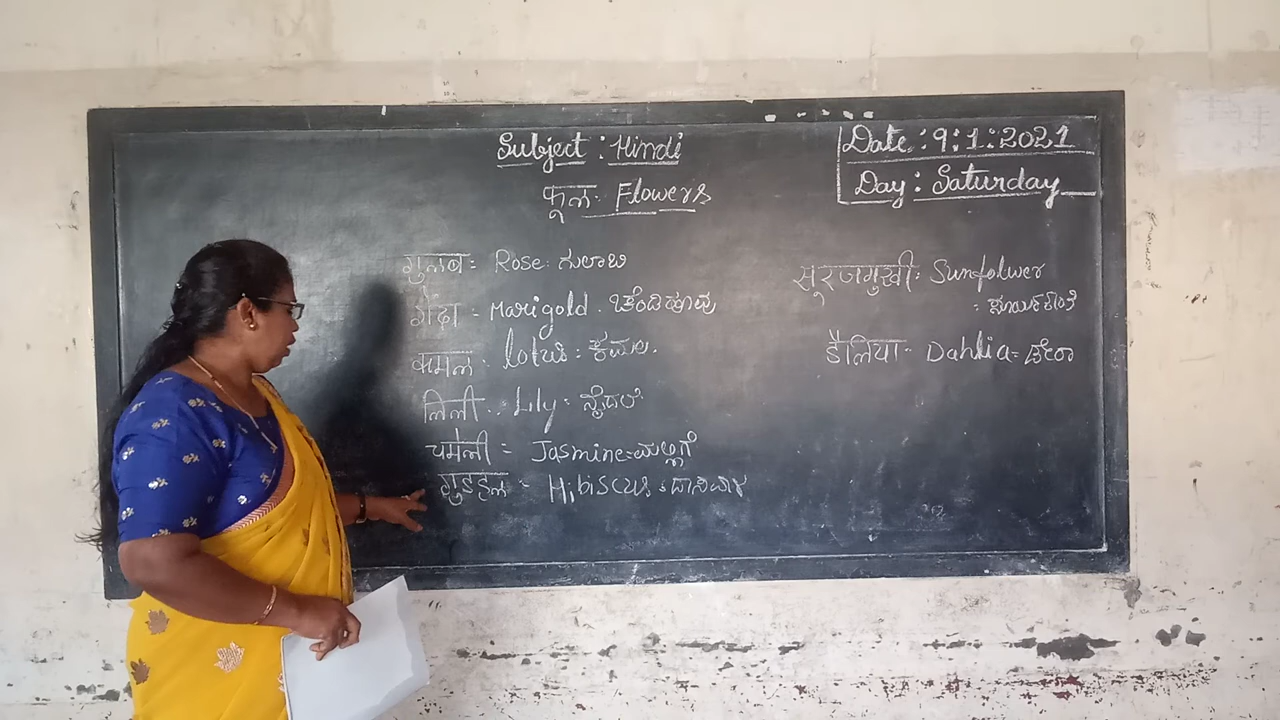 Subject : Hindi
Date : 9:1:2021
Day : Saturday
फूल · Flowers
गुलाब = Rose: ಗುಲಾಬಿ
गेंदा = Marigold. ಚೆಂದಿಹೂವು
कमल = lotus = ಕಮಲ.
लिली .. Lily = ನೈದಿಲೆ
चमेली = Jasmine = ಮಲ್ಲಿಗೆ
गुडहल = Hibiscus = ದಾಸವಾಳ
सूरजमुखी: Sunfolwer
= ಸೂರ್ಯಕಾಂತಿ
डैलिया - Dahlia = ಡೇರಾ